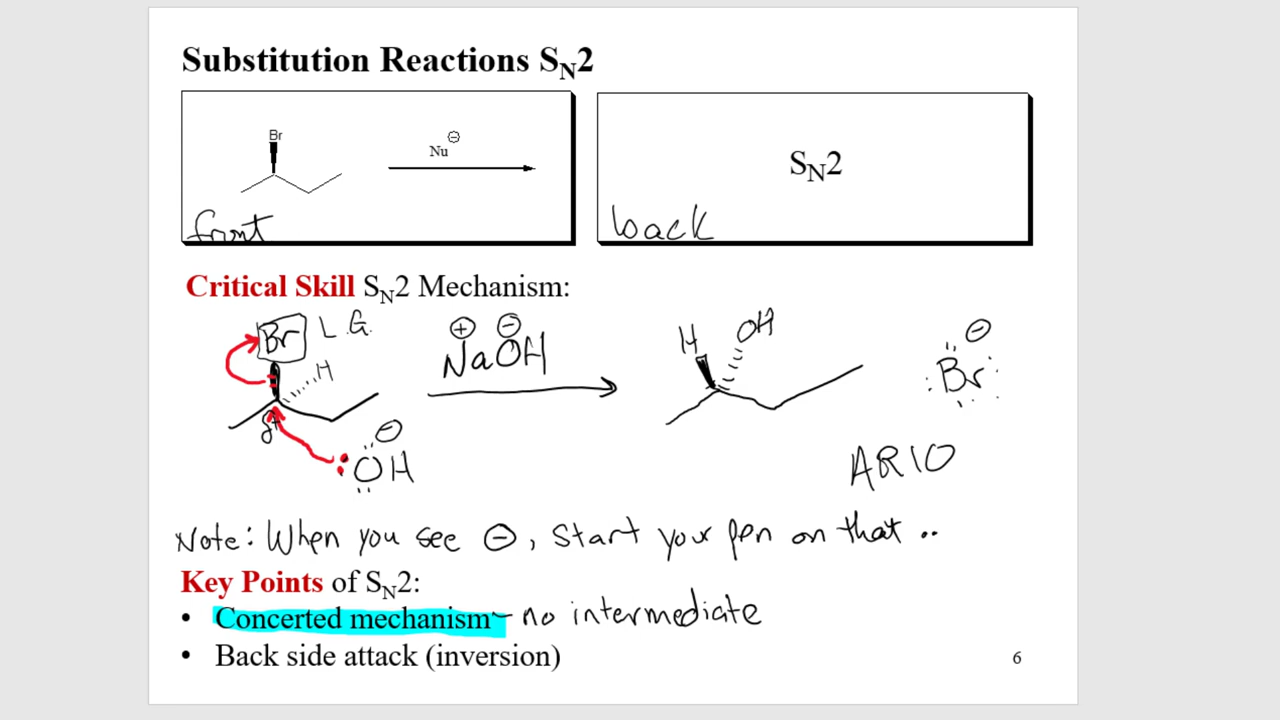 Substitution Reactions SN2
Br
Nu ⊖
front
SN2
back
Critical Skill SN2 Mechanism:
Br L.G.
H
δ+
⊖
:ÖH
⊕ ⊖
NaOH
H OH
⊖
Br
ARIO
Note: When you see ⊖, start your pen on that ..
Key Points of SN2:
• Concerted mechanism - no intermediate
• Back side attack (inversion)
6